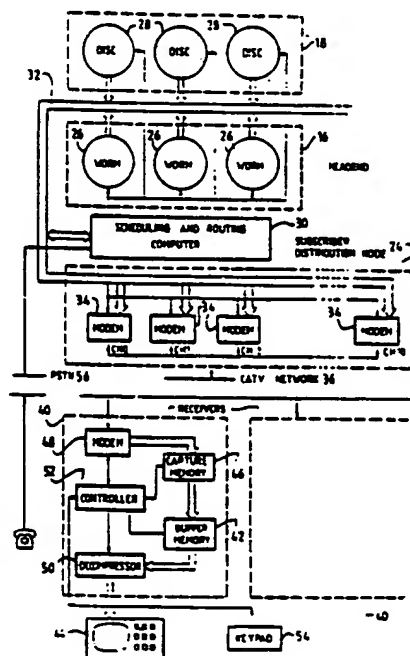 28 28 28
DISC DISC DISC
18
32
26 26 26
WORM WORM WORM
16
HEADEND
30
SCHEDULING AND ROUTING
COMPUTER
SUBSCRIBER
DISTRIBUTION NODE
24
34 34 34 34
MODEM MODEM MODEM MODEM
PSTN 56
CATV NETWORK 36
RECEIVERS
40
48
MODEM
CAPTURE
MEMORY
46
52
CONTROLLER
BUFFER
MEMORY
42
50
DECOMPRESSOR
40
44
KEYPAD
54